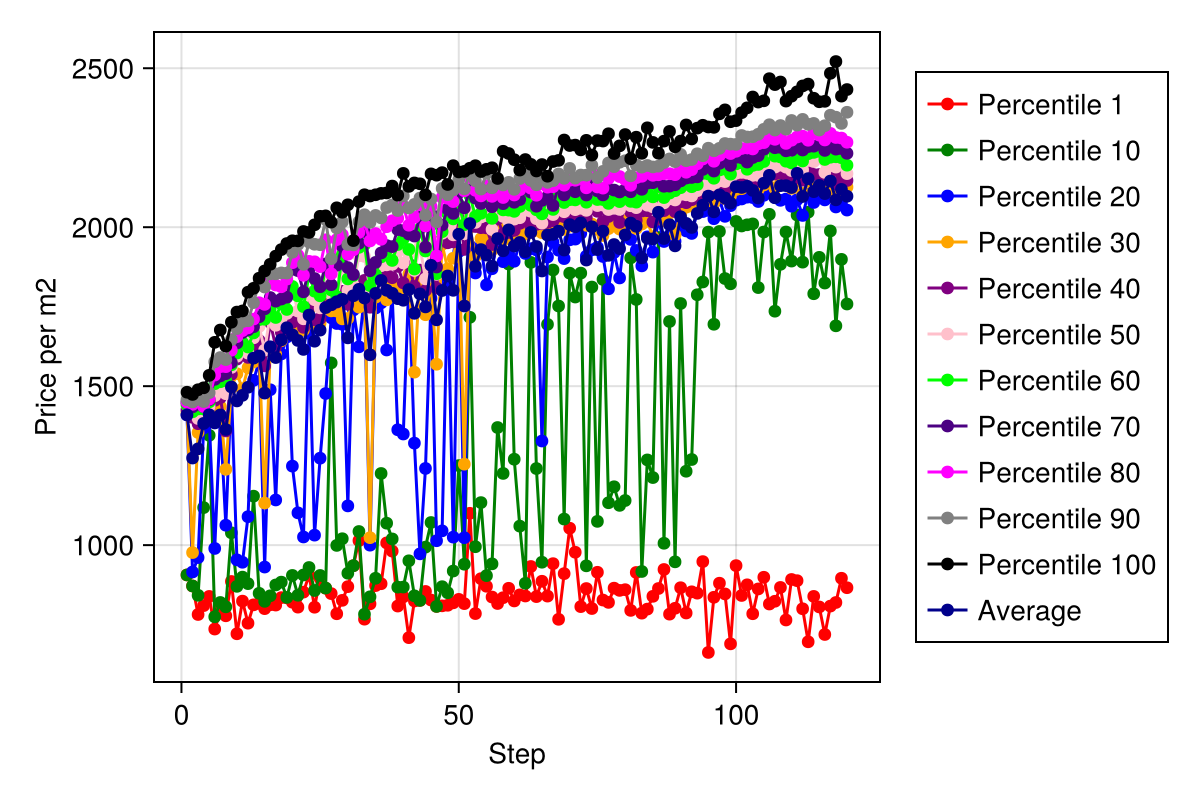 2500
2000
1500
1000
Price per m2
0
50
100
Step
Percentile 1
Percentile 10
Percentile 20
Percentile 30
Percentile 40
Percentile 50
Percentile 60
Percentile 70
Percentile 80
Percentile 90
Percentile 100
Average